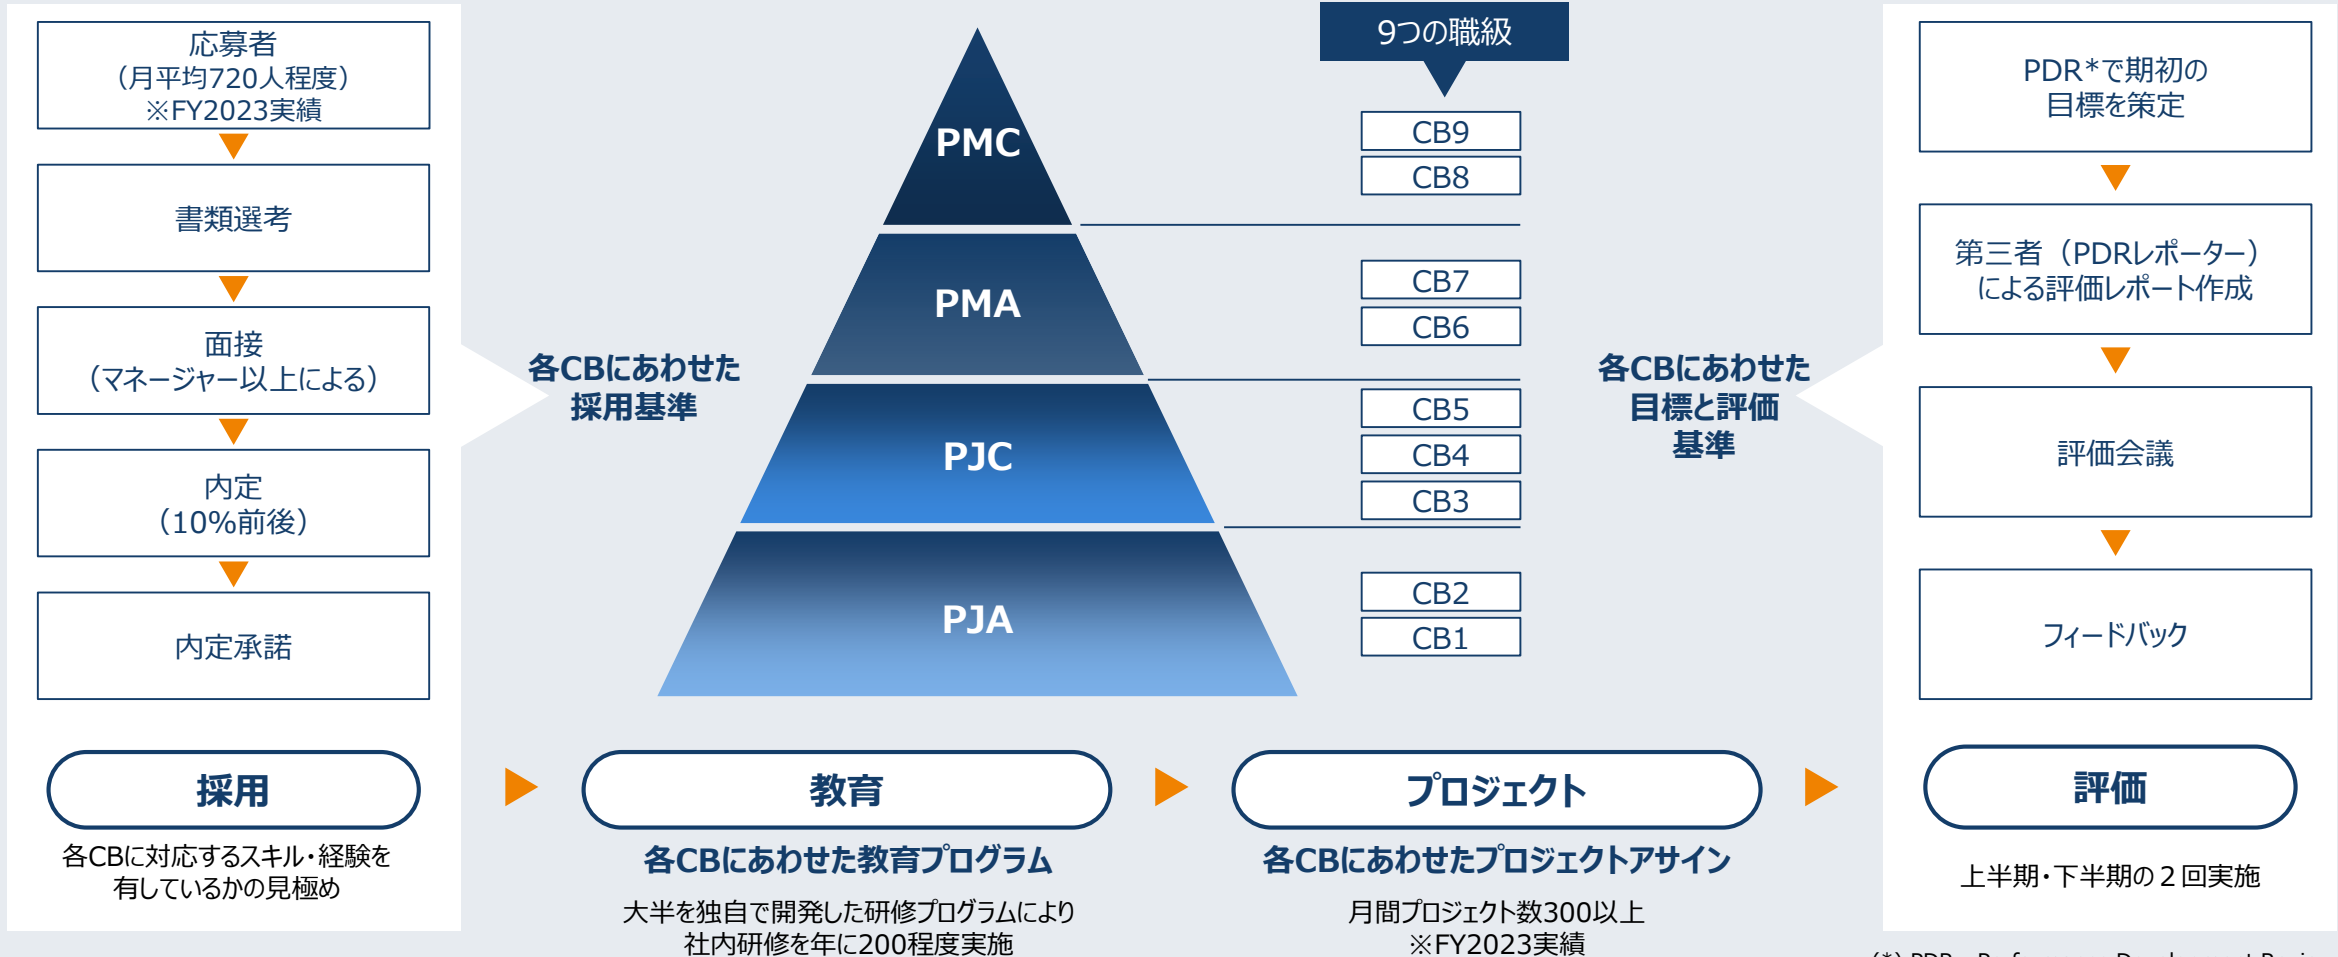 応募者
（月平均720人程度）
※FY2023実績
書類選考
面接
（マネージャー以上による）
内定
（10%前後）
内定承諾
採用
各CBに対応するスキル・経験を
有しているかの見極め
各CBにあわせた
採用基準
PMC
PMA
PJC
PJA
9つの職級
CB9
CB8
CB7
CB6
CB5
CB4
CB3
CB2
CB1
各CBにあわせた
目標と評価
基準
教育
各CBにあわせた教育プログラム
大半を独自で開発した研修プログラムにより
社内研修を年に200程度実施
プロジェクト
各CBにあわせたプロジェクトアサイン
月間プロジェクト数300以上
※FY2023実績
PDR*で期初の
目標を策定
第三者（PDRレポーター）
による評価レポート作成
評価会議
フィードバック
評価
上半期・下半期の２回実施